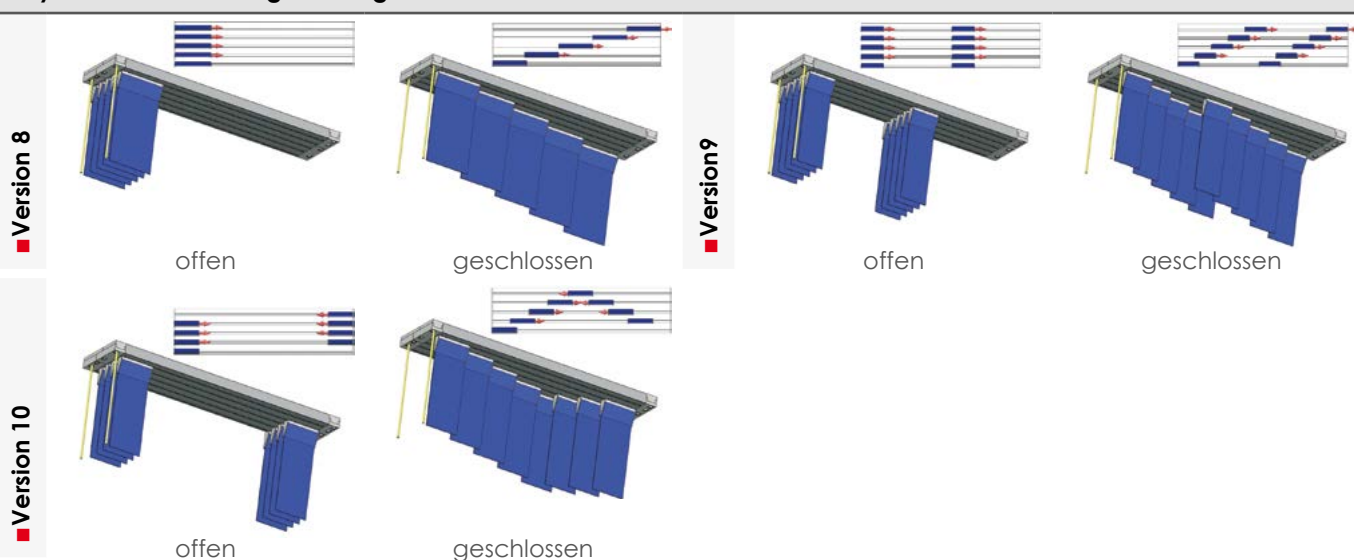 Version 8
offen
geschlossen
Version9
offen
geschlossen
Version 10
offen
geschlossen